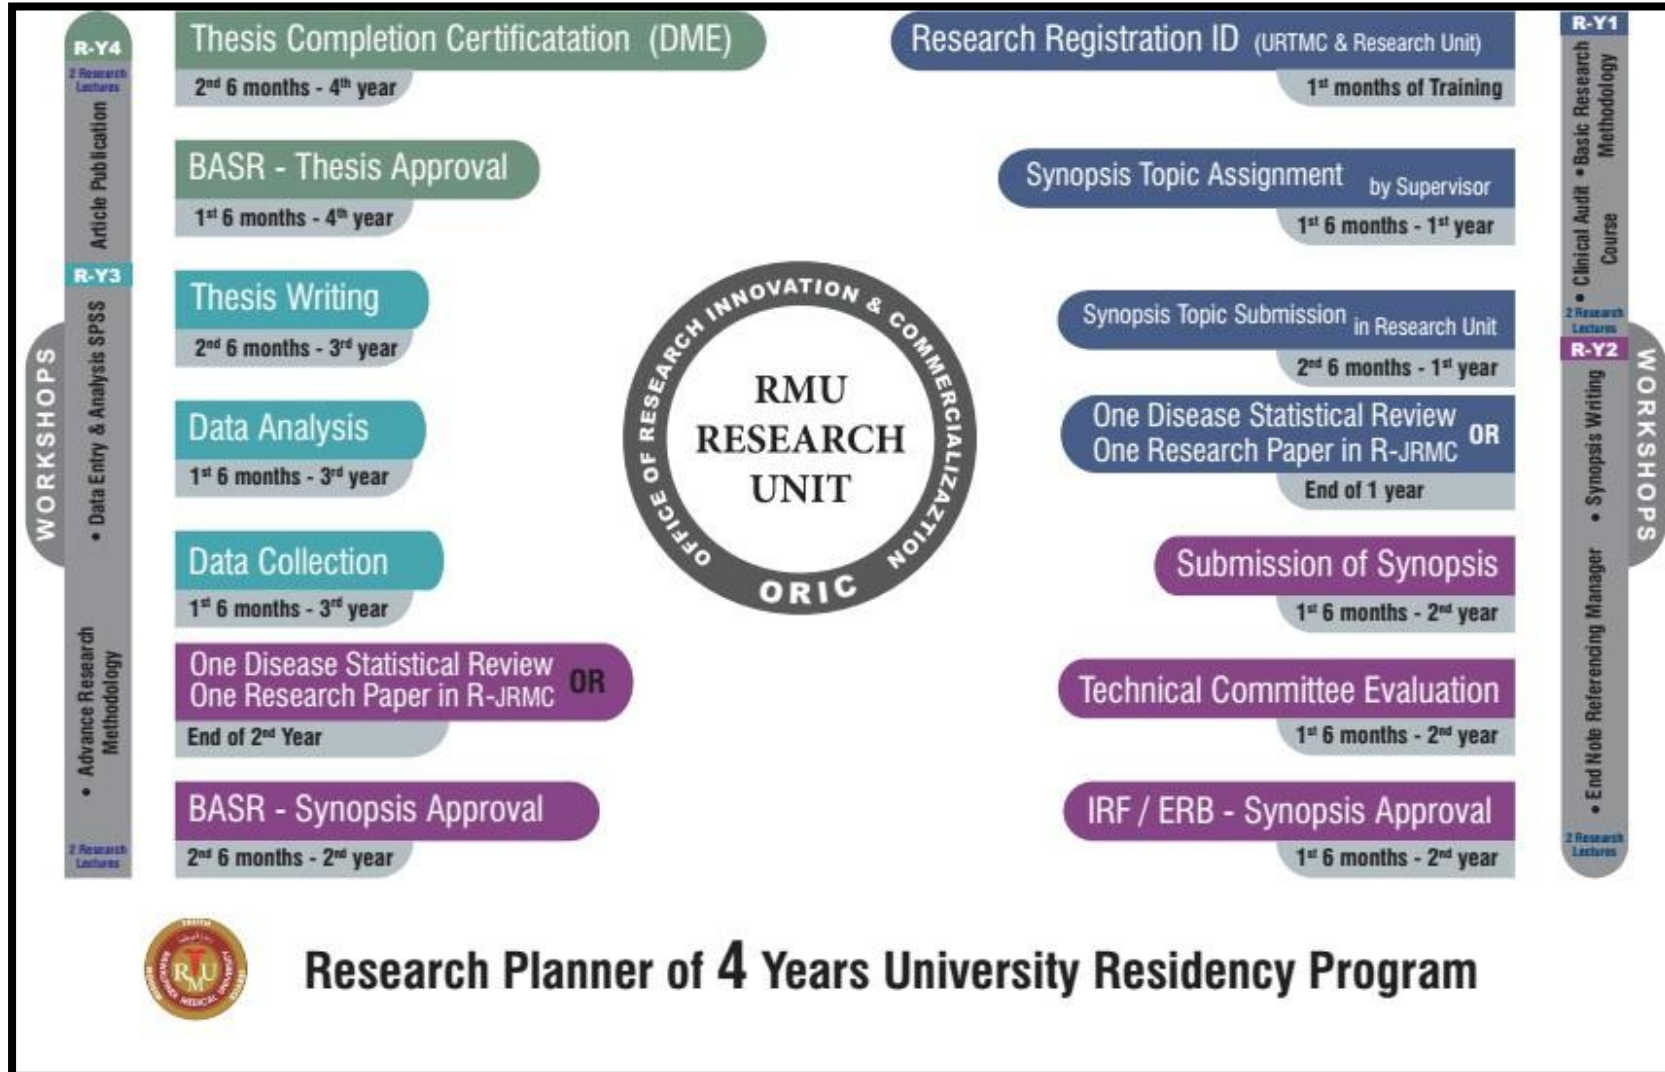 R-Y4
2 Research
Lectures
Article Publication
R-Y3
• Data Entry & Analysis SPSS
• Advance Research
Methodology
2 Research
Lectures
WORKSHOPS
Thesis Completion Certificatation (DME)
2nd 6 months - 4th year
BASR - Thesis Approval
1st 6 months - 4th year
Thesis Writing
2nd 6 months - 3rd year
Data Analysis
1st 6 months - 3rd year
Data Collection
1st 6 months - 3rd year
One Disease Statistical Review
One Research Paper in R-JRMC OR
End of 2nd Year
BASR - Synopsis Approval
2nd 6 months - 2nd year
OFFICE OF RESEARCH INNOVATION & COMMERCIALIZAZTION
ORIC
RMU
RESEARCH
UNIT
Research Registration ID (URTMC & Research Unit)
1st months of Training
Synopsis Topic Assignment by Supervisor
1st 6 months - 1st year
Synopsis Topic Submission in Research Unit
2nd 6 months - 1st year
One Disease Statistical Review
One Research Paper in R-JRMC OR
End of 1 year
Submission of Synopsis
1st 6 months - 2nd year
Technical Committee Evaluation
1st 6 months - 2nd year
IRF / ERB - Synopsis Approval
1st 6 months - 2nd year
R-Y1
• Basic Research
Methodology
• Clinical Audit
Course
2 Research
Lectures
R-Y2
• Synopsis Writing
• End Note Referencing Manager
2 Research
Lectures
WORKSHOPS
RMU
RAWALPINDI MEDICAL UNIVERSITY
Research Planner of 4 Years University Residency Program